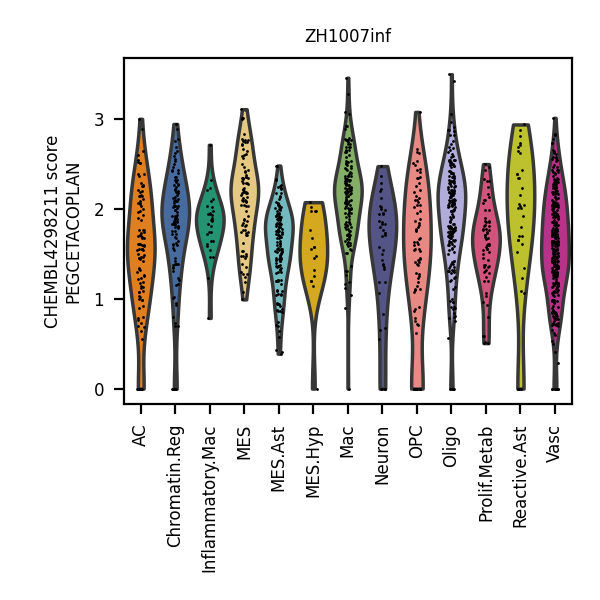 ZH1007inf
CHEMBL4298211 score
PEGCETACOPLAN
3
2
1
0
AC
Chromatin.Reg
Inflammatory.Mac
MES
MES.Ast
MES.Hyp
Mac
Neuron
OPC
Oligo
Prolif.Metab
Reactive.Ast
Vasc